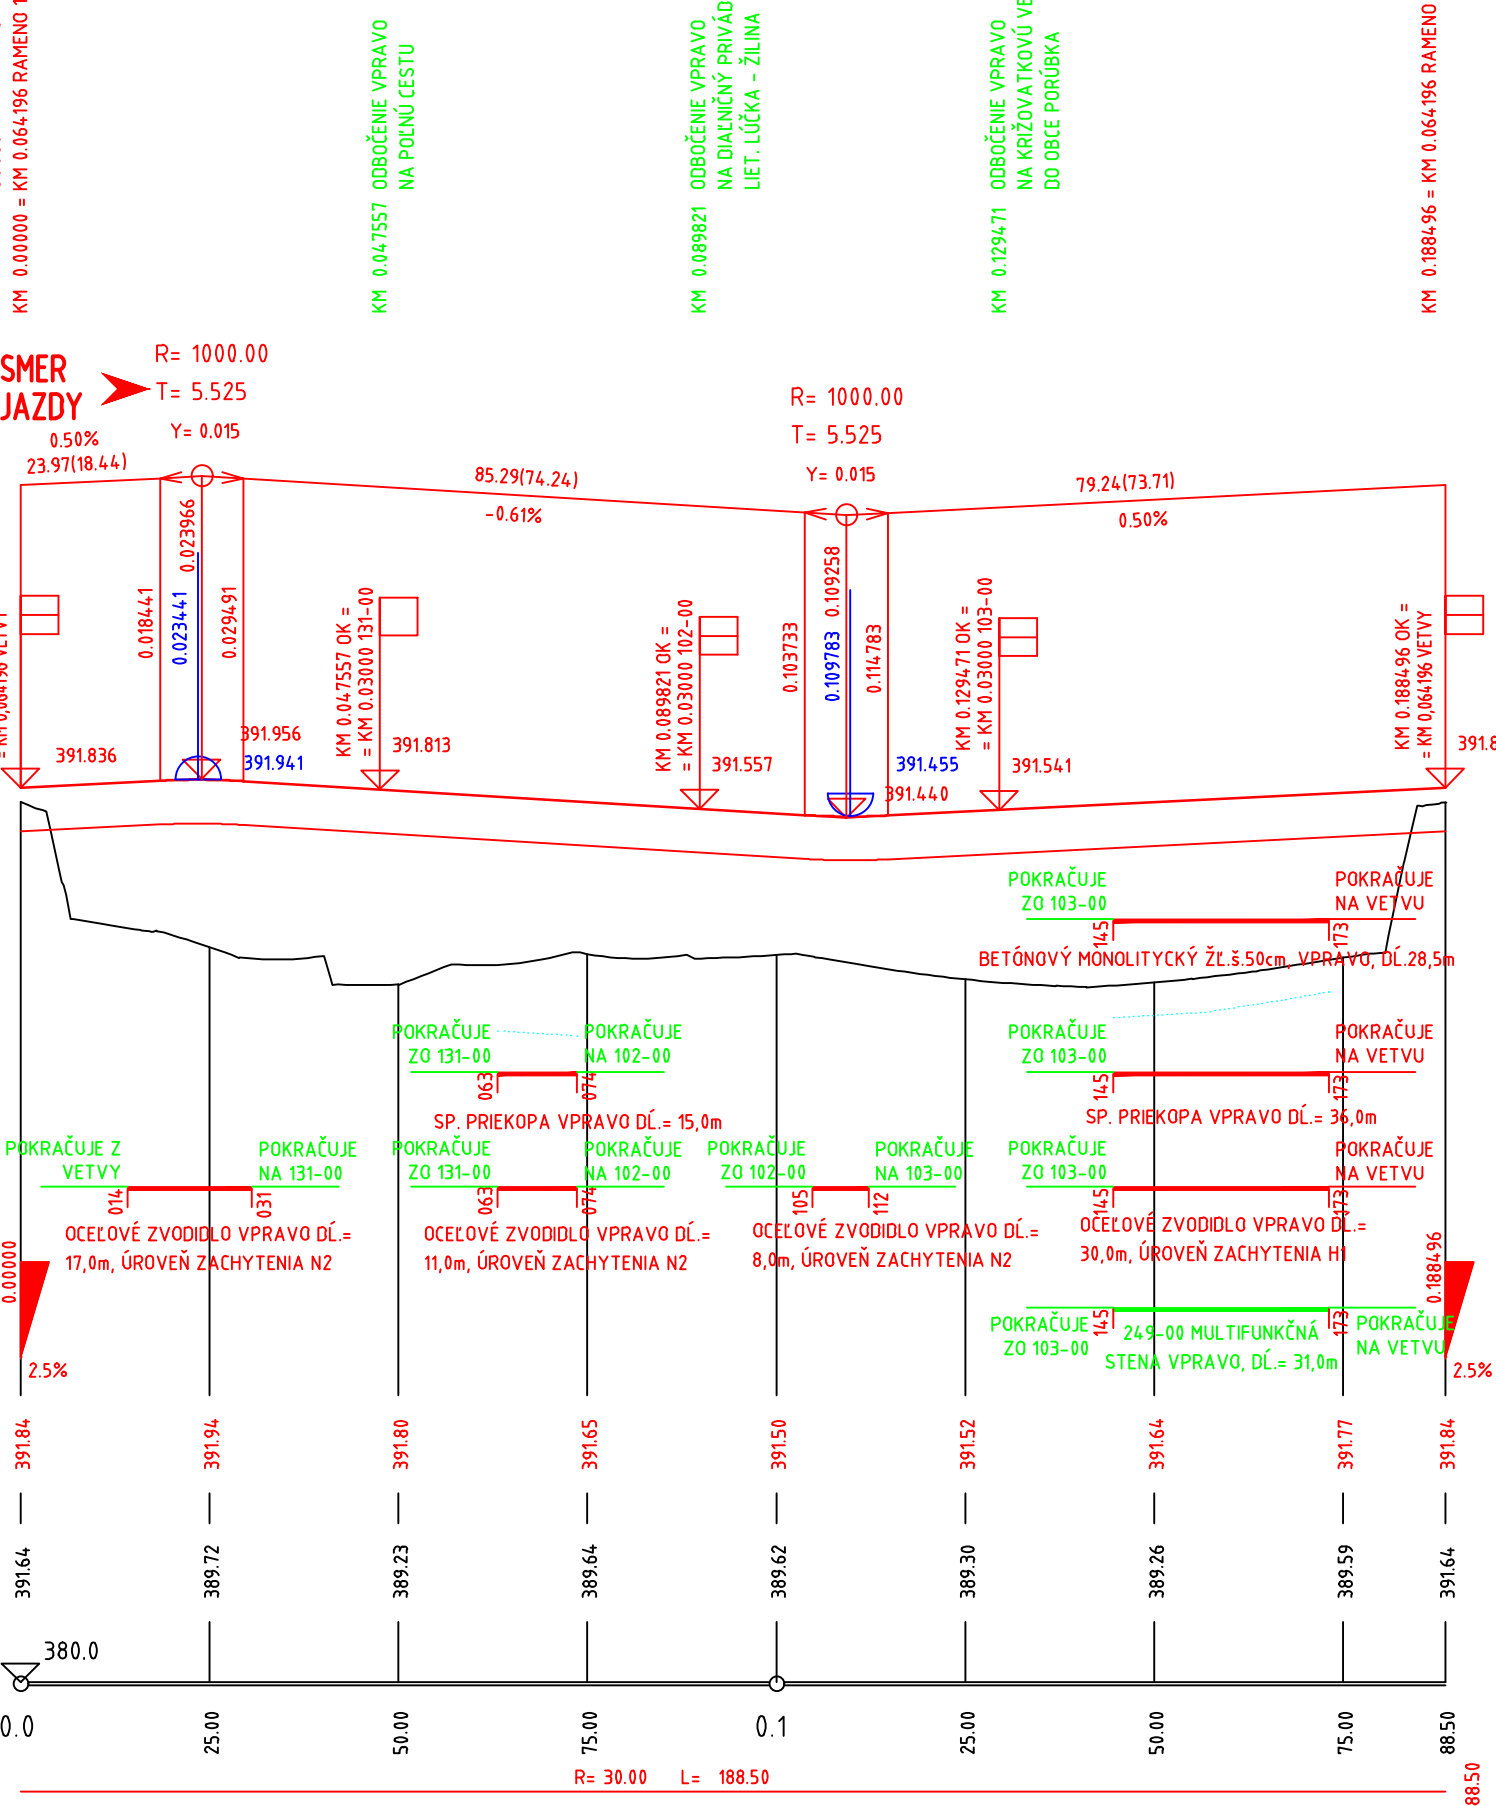 KM 0.00000 = KM 0.064196 RAMENO
KM 0.047557 ODBOČENIE VPRAVO
NA POĽNÚ CESTU
KM 0.089821 ODBOČENIE VPRAVO
NA DIAĽNIČNÝ PRIVÁD
LIET. LÚČKA - ŽILINA
KM 0.129471 ODBOČENIE VPRAVO
NA KRIŽOVATKOVÚ VE
DO OBCE PORÚBKA
KM 0.188496 = KM 0.064196 RAMENO
SMER
JAZDY
R= 1000.00
T= 5.525
Y= 0.015
R= 1000.00
T= 5.525
Y= 0.015
0.50%
23.97(18.44)
85.29(74.24)
-0.61%
79.24(73.71)
0.50%
= KM 0,064196 VETVY
0.018441
0.023441
0.023966
0.029491
KM 0.047557 OK =
= KM 0.03000 131-00
KM 0.089821 OK =
= KM 0.03000 102-00
0.103733
0.109783
0.109258
0.114783
KM 0.129471 OK =
= KM 0.03000 103-00
KM 0.188496 OK =
= KM 0,064196 VETVY
391.836
391.956
391.941
391.813
391.557
391.455
391.440
391.541
391.8
POKRAČUJE
ZO 103-00
POKRAČUJE
NA VETVU
145
173
BETÓNOVÝ MONOLITYCKÝ ŽĽ.š.50cm, VPRAVO, DĹ.28,5m
POKRAČUJE
ZO 131-00
POKRAČUJE
NA 102-00
063
074
SP. PRIEKOPA VPRAVO DĹ.= 15,0m
POKRAČUJE
ZO 103-00
POKRAČUJE
NA VETVU
145
173
SP. PRIEKOPA VPRAVO DĹ.= 36,0m
POKRAČUJE Z
VETVY
POKRAČUJE
NA 131-00
014
031
OCEĽOVÉ ZVODIDLO VPRAVO DĹ.=
17,0m, ÚROVEŇ ZACHYTENIA N2
POKRAČUJE
ZO 131-00
POKRAČUJE
NA 102-00
063
074
OCEĽOVÉ ZVODIDLO VPRAVO DĹ.=
11,0m, ÚROVEŇ ZACHYTENIA N2
POKRAČUJE
ZO 102-00
POKRAČUJE
NA 103-00
105
112
OCEĽOVÉ ZVODIDLO VPRAVO DĹ.=
8,0m, ÚROVEŇ ZACHYTENIA N2
POKRAČUJE
ZO 103-00
POKRAČUJE
NA VETVU
145
173
OCEĽOVÉ ZVODIDLO VPRAVO DĹ.=
30,0m, ÚROVEŇ ZACHYTENIA H1
POKRAČUJE
ZO 103-00
145
249-00 MULTIFUNKČNÁ
STENA VPRAVO, DĹ.= 31,0m
173
POKRAČUJE
NA VETVU
0.00000
2.5%
0.188496
2.5%
391.84
391.94
391.80
391.65
391.50
391.52
391.64
391.77
391.84
391.64
389.72
389.23
389.64
389.62
389.30
389.26
389.59
391.64
380.0
0.0
25.00
50.00
75.00
0.1
25.00
50.00
75.00
88.50
R= 30.00 L= 188.50
88.50